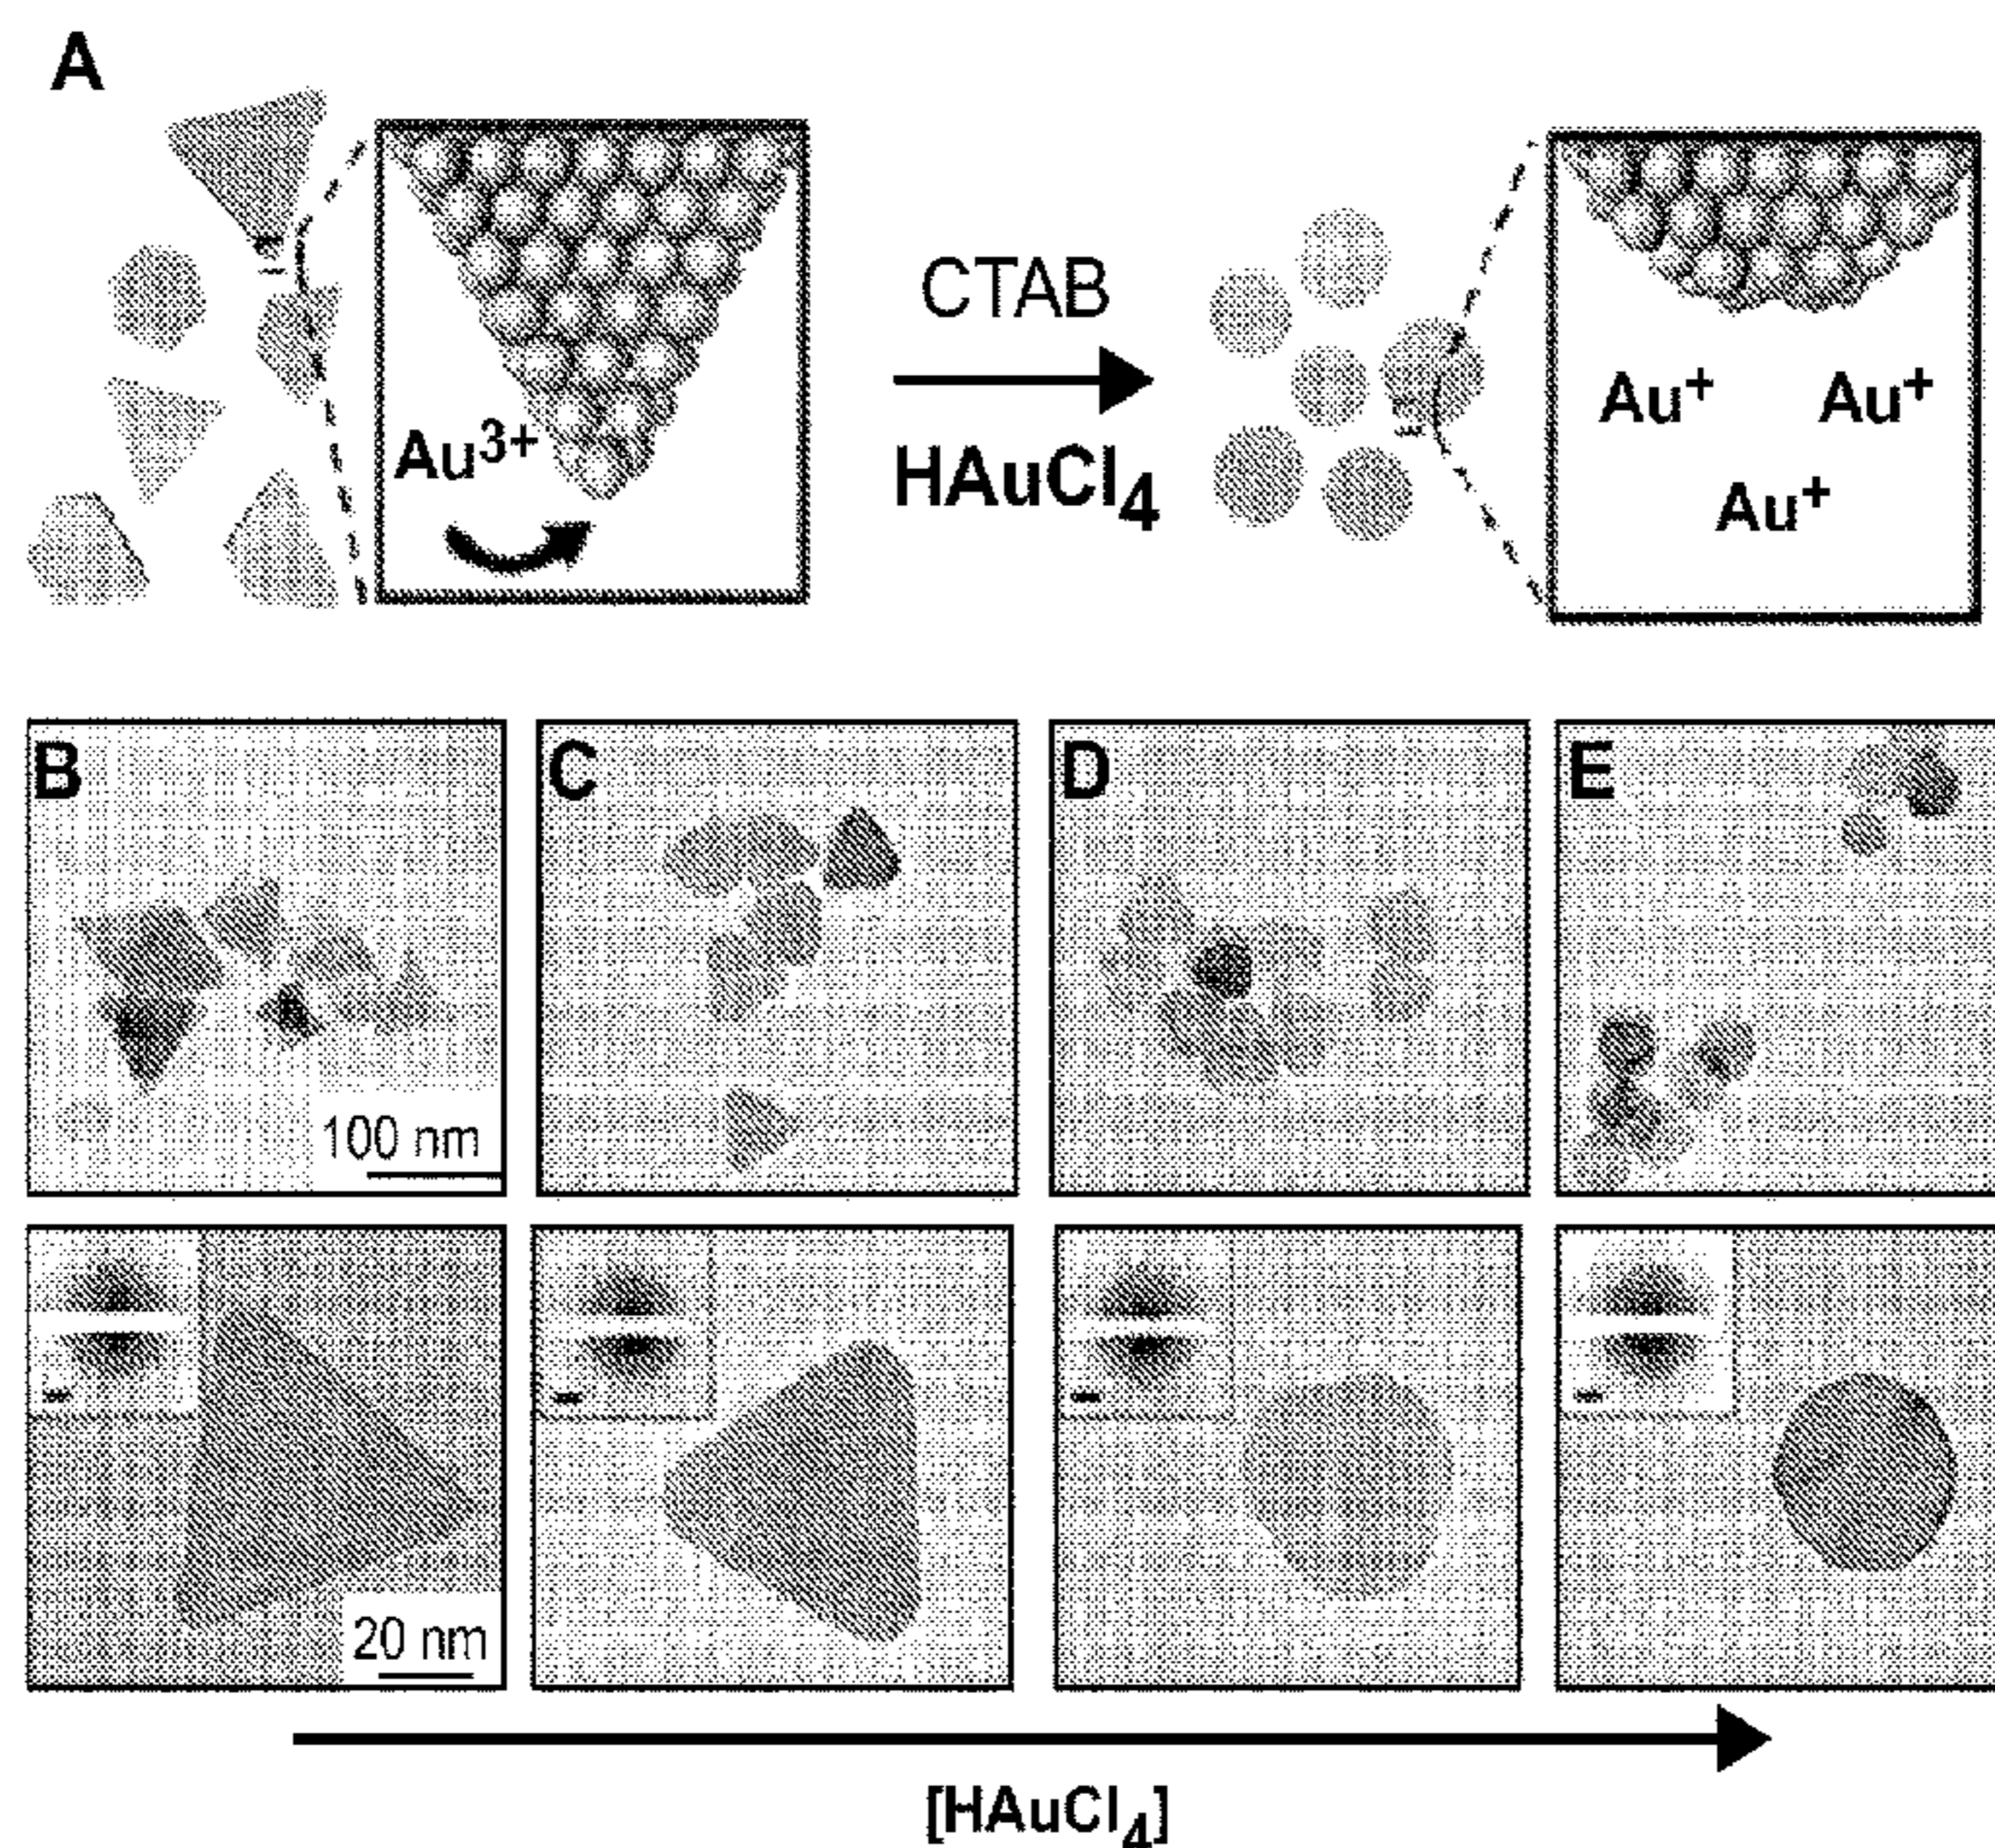 A
CTAB
HAuCl₄
Au³⁺
Au⁺ Au⁺
Au⁺
B C D E
100 nm
20 nm
[HAuCl₄]